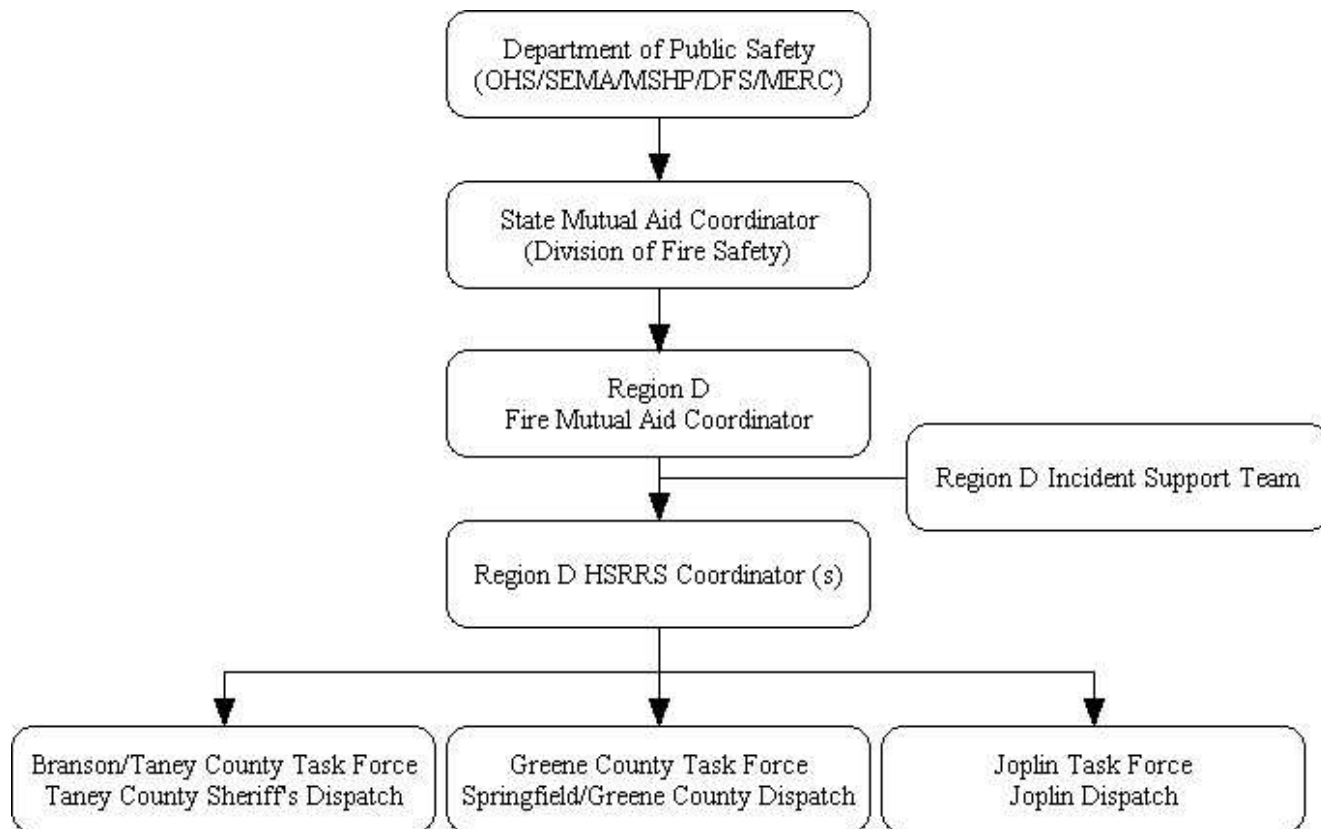 Department of Public Safety
(OHS/SEMA/MSHP/DFS/MERC)
State Mutual Aid Coordinator
(Division of Fire Safety)
Region D
Fire Mutual Aid Coordinator
Region D Incident Support Team
Region D HSRRS Coordinator (s)
Branson/Taney County Task Force
Taney County Sheriff's Dispatch
Greene County Task Force
Springfield/Greene County Dispatch
Joplin Task Force
Joplin Dispatch